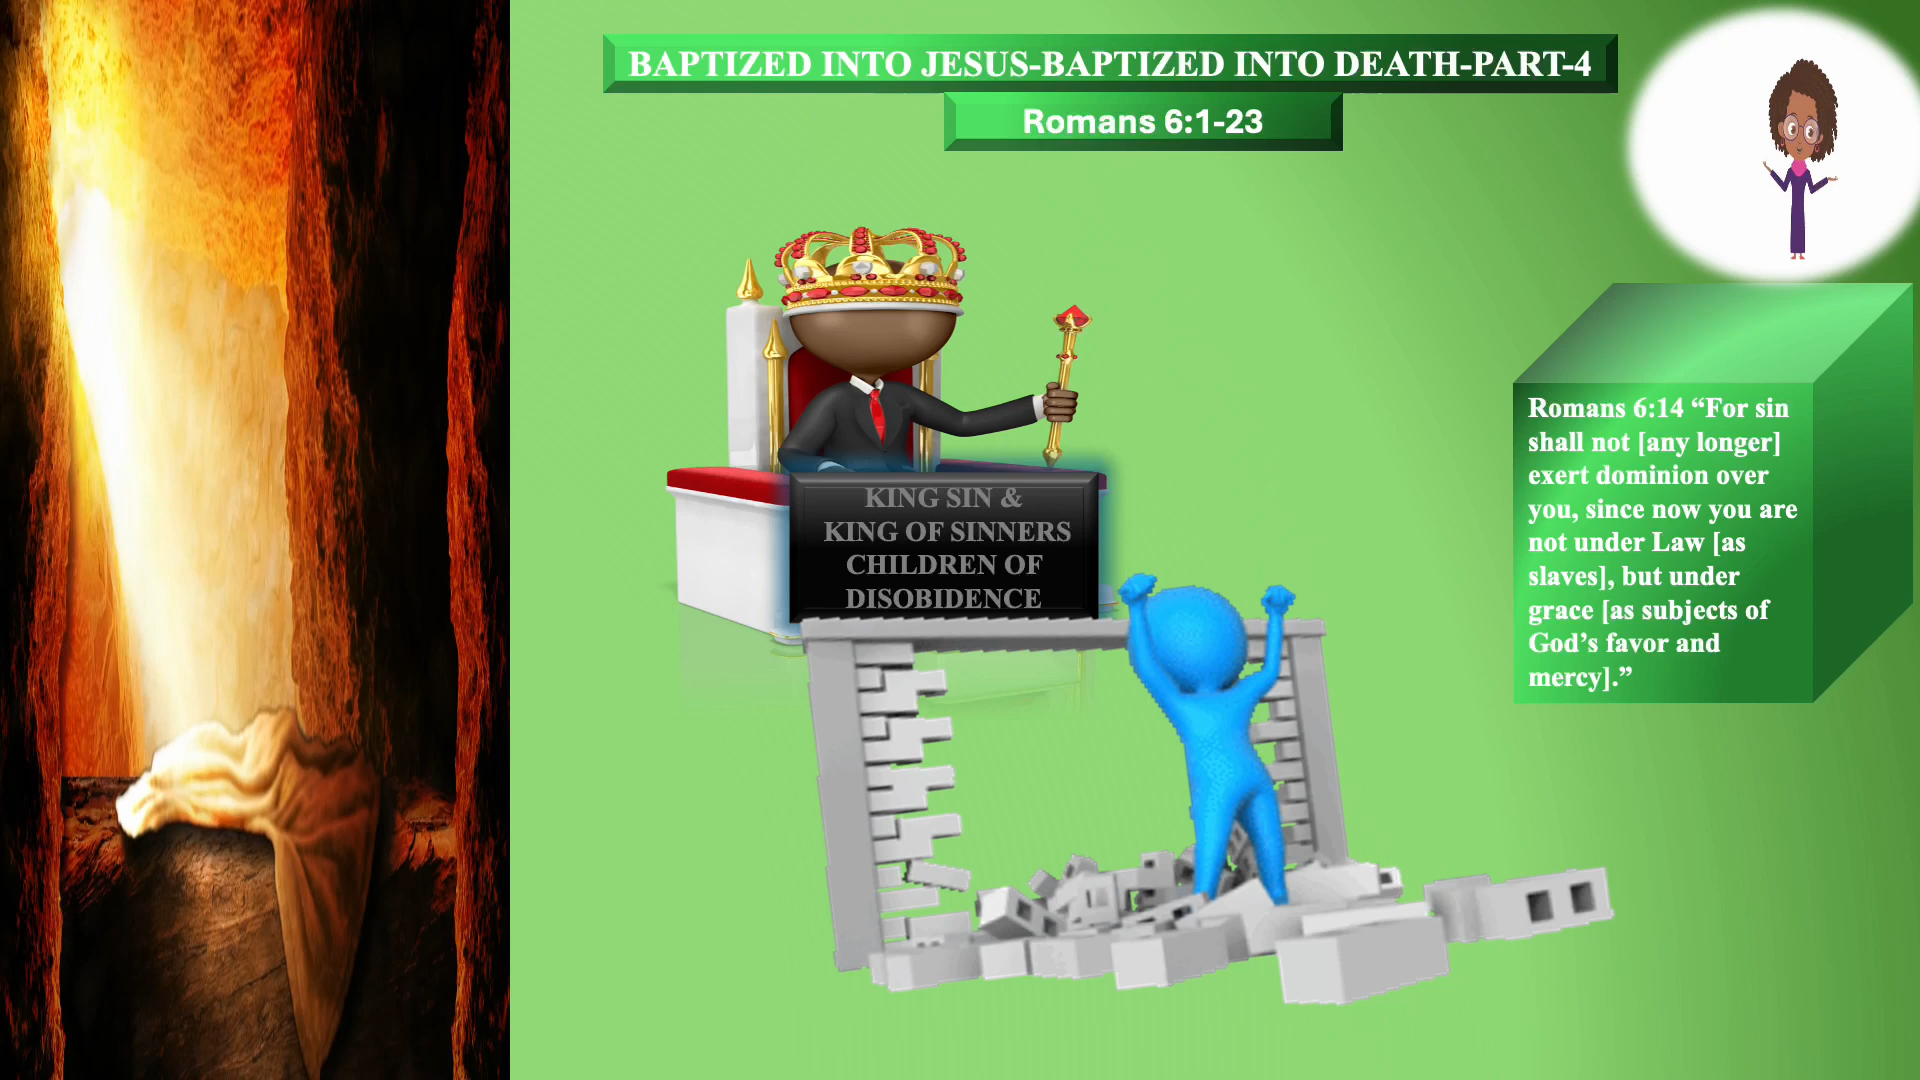 BAPTIZED INTO JESUS-BAPTIZED INTO DEATH-PART-4
Romans 6:1-23
KING SIN &
KING OF SINNERS
CHILDREN OF
DISOBIDENCE
Romans 6:14 “For sin
shall not [any longer]
exert dominion over
you, since now you are
not under Law [as
slaves], but under
grace [as subjects of
God’s favor and
mercy].”